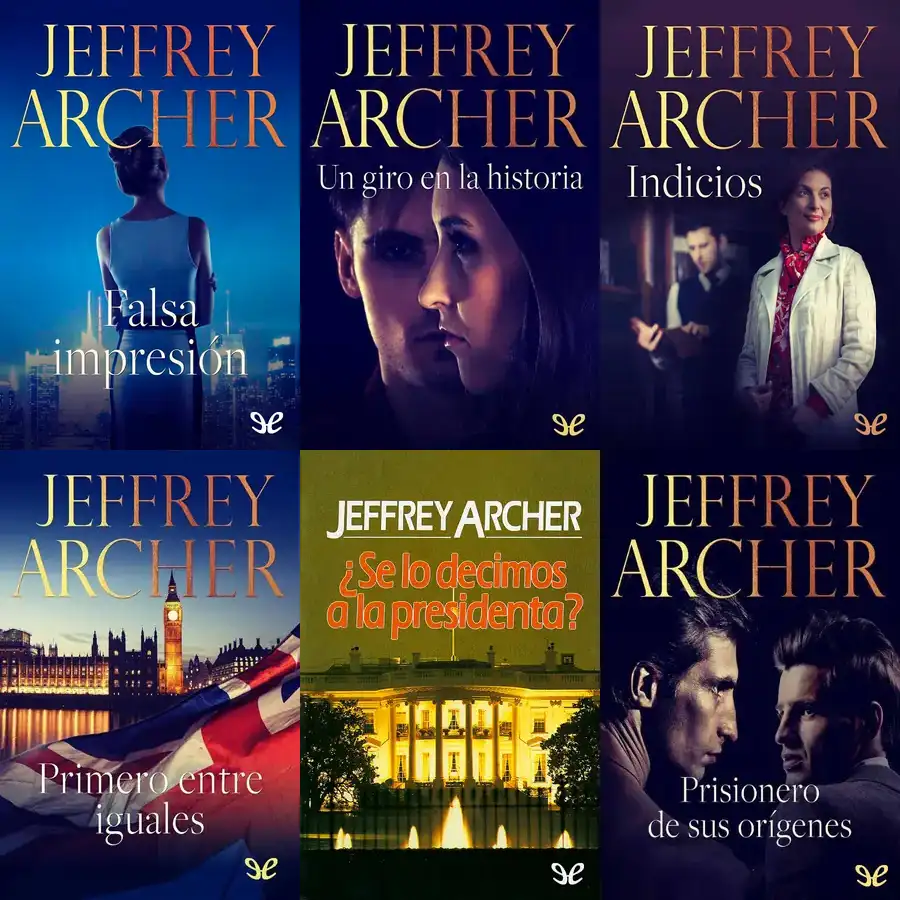 JEFFREY
ARCHER
Falsa
impresión
JEFFREY
ARCHER
Un giro en la historia
JEFFREY
ARCHER
Indicios
JEFFREY
ARCHER
Primero entre
iguales
JEFFREY ARCHER
¿Se lo decimos
a la presidenta?
JEFFREY
ARCHER
Prisionero
de sus orígenes